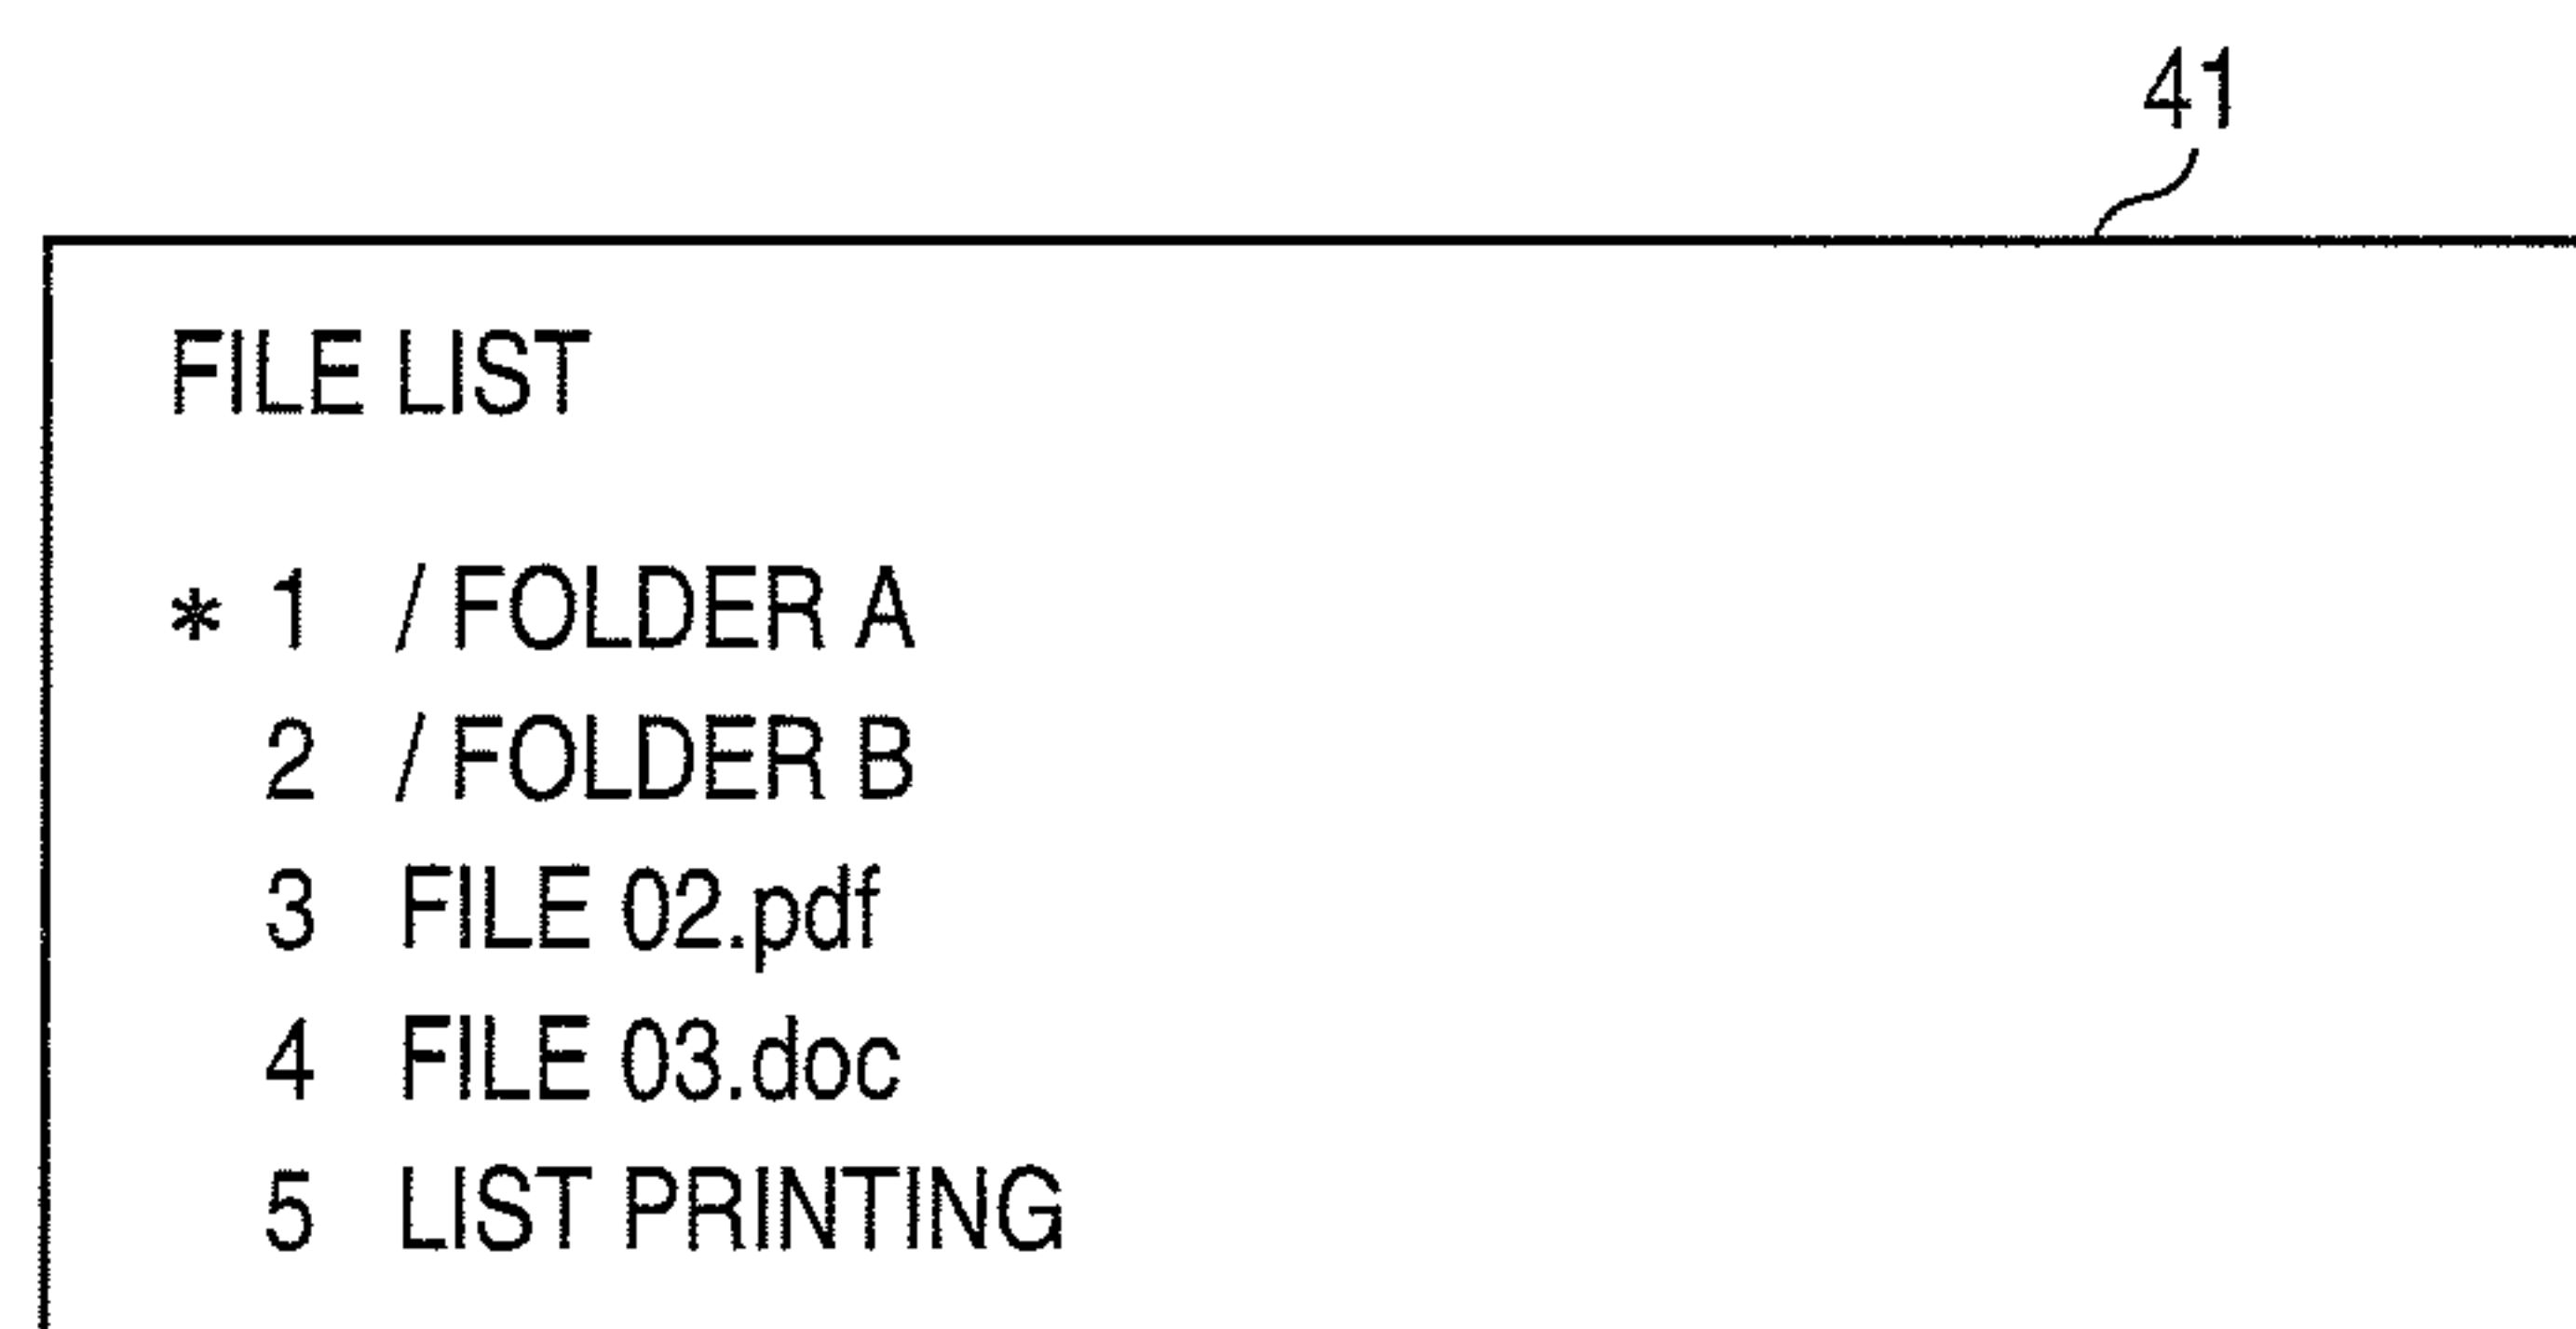 41
FILE LIST
* 1 / FOLDER A
2 / FOLDER B
3 FILE 02.pdf
4 FILE 03.doc
5 LIST PRINTING